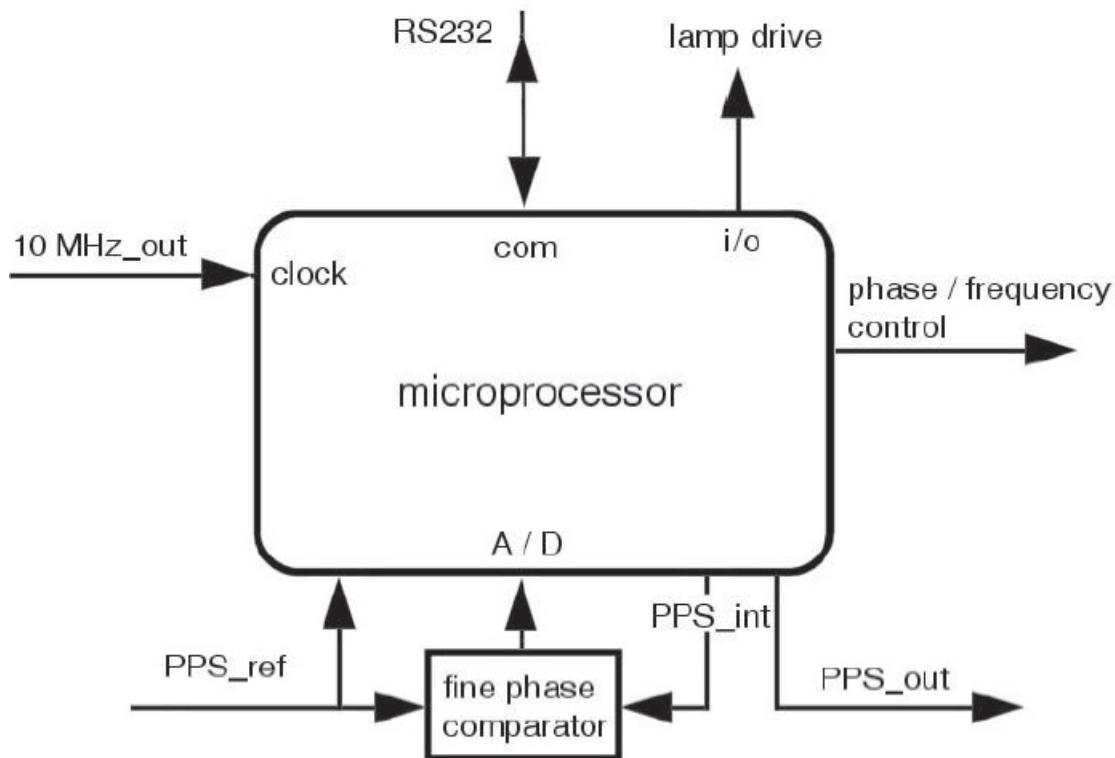 RS232
lamp drive
10 MHz_out
clock
com
i/o
phase / frequency
control
microprocessor
A / D
PPS_ref
PPS_int
fine phase
comparator
PPS_out